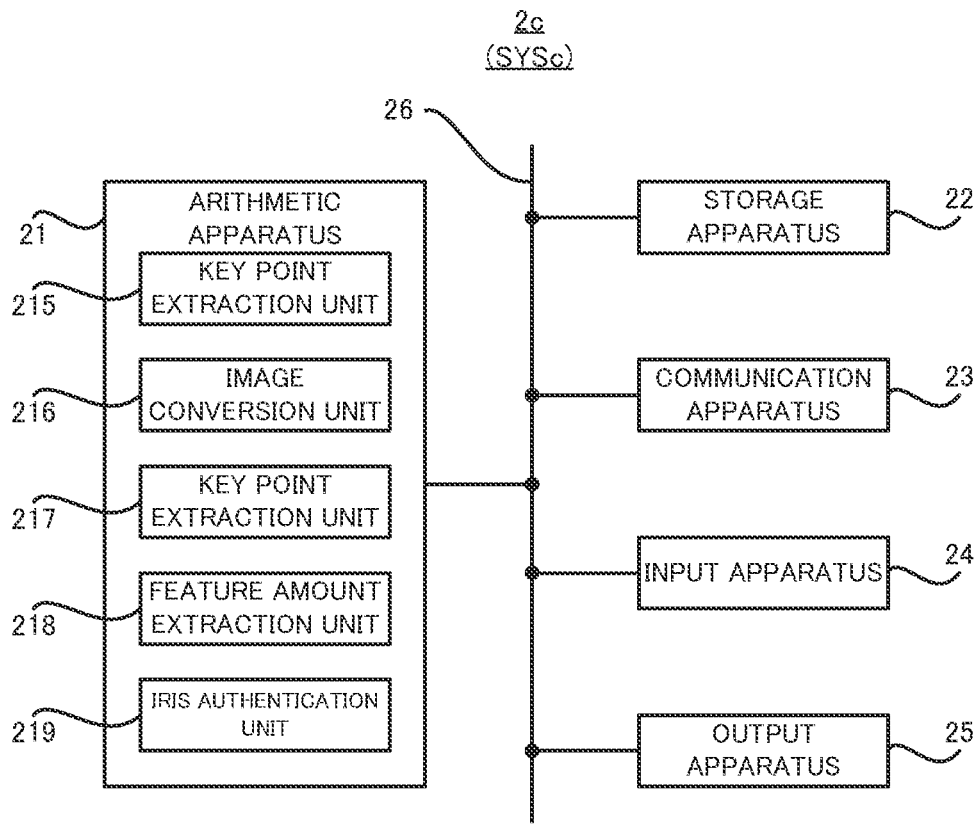 2c
(SYSc)
26
21
ARITHMETIC
APPARATUS
215
KEY POINT
EXTRACTION UNIT
216
IMAGE
CONVERSION UNIT
217
KEY POINT
EXTRACTION UNIT
218
FEATURE AMOUNT
EXTRACTION UNIT
219
IRIS AUTHENTICATION
UNIT
STORAGE
APPARATUS
22
COMMUNICATION
APPARATUS
23
INPUT APPARATUS
24
OUTPUT
APPARATUS
25